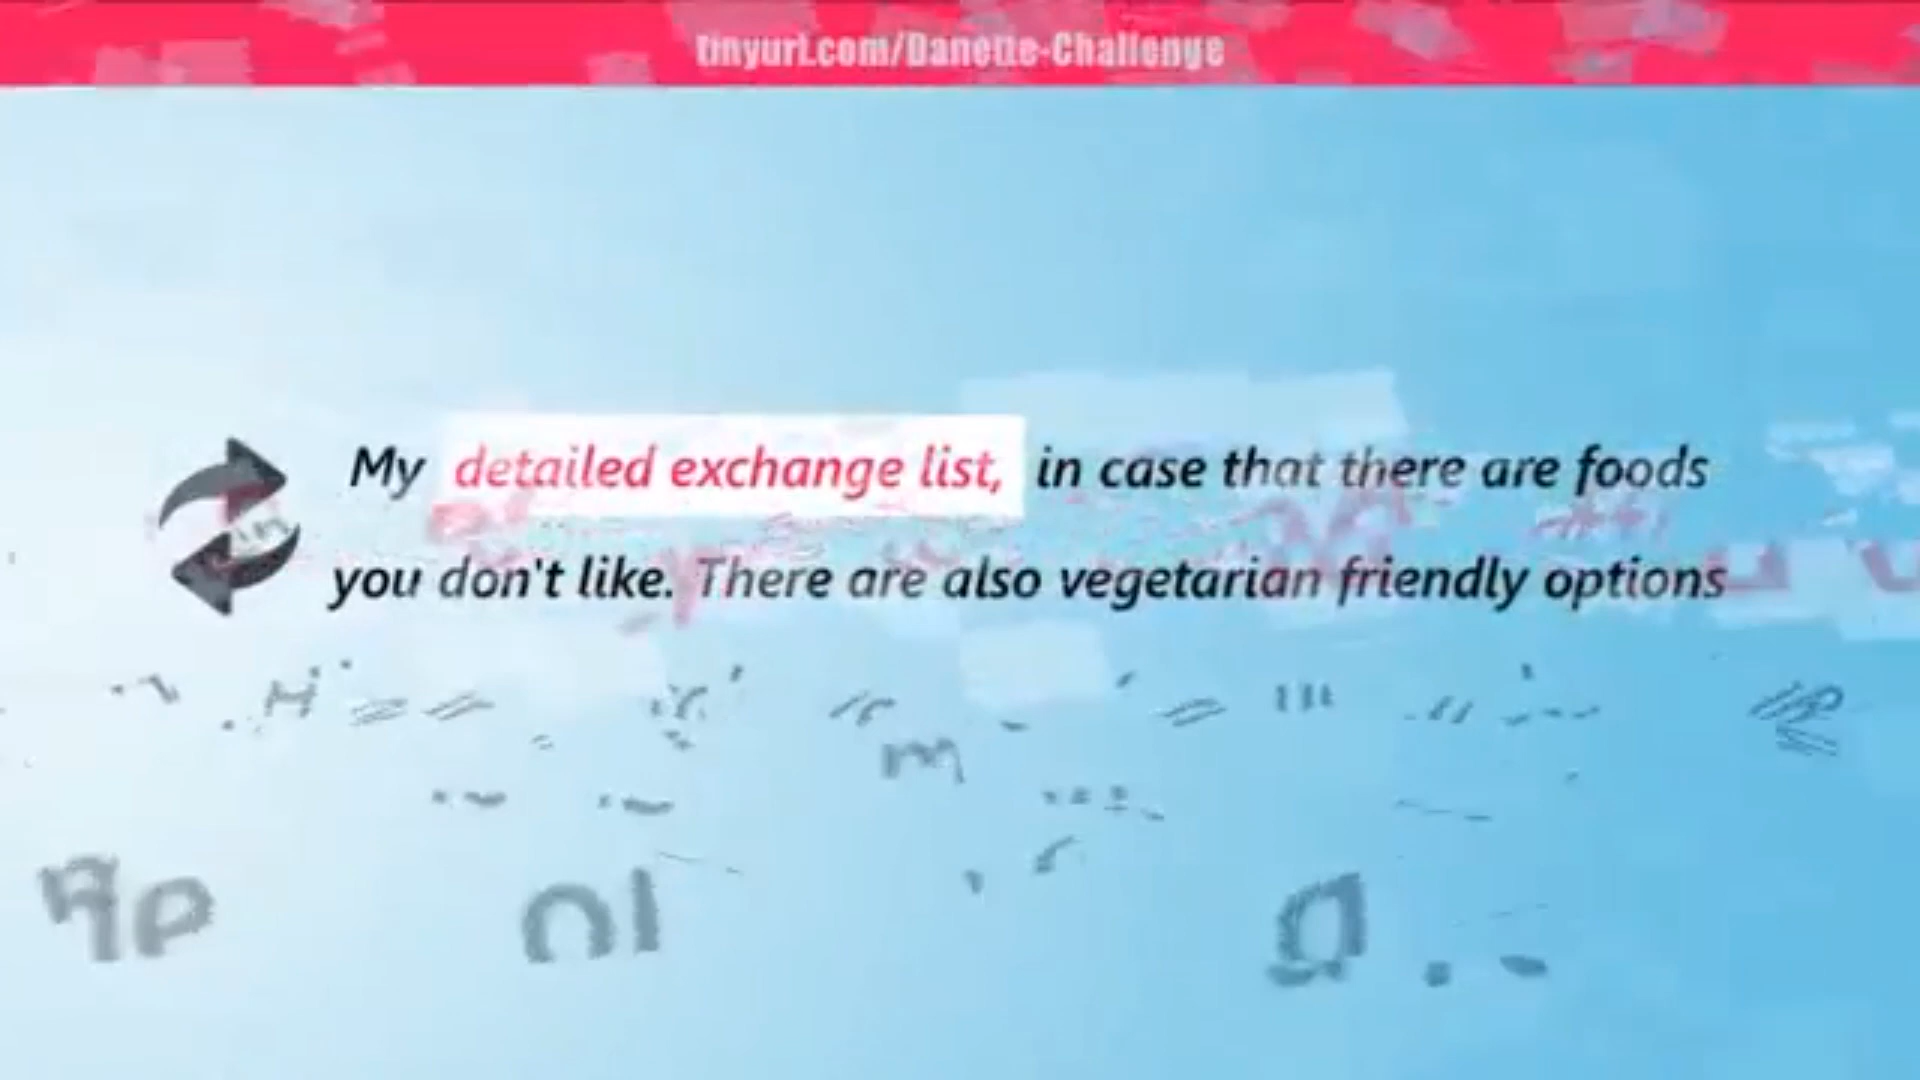 tinyurl.com/Danette-Challenge
My detailed exchange list, in case that there are foods
you don't like. There are also vegetarian friendly options